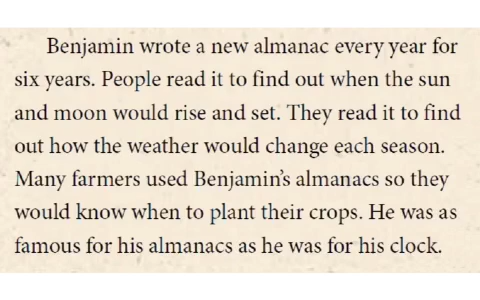 Benjamin wrote a new almanac every year for
six years. People read it to find out when the sun
and moon would rise and set. They read it to find
out how the weather would change each season.
Many farmers used Benjamin's almanacs so they
would know when to plant their crops. He was as
famous for his almanacs as he was for his clock.